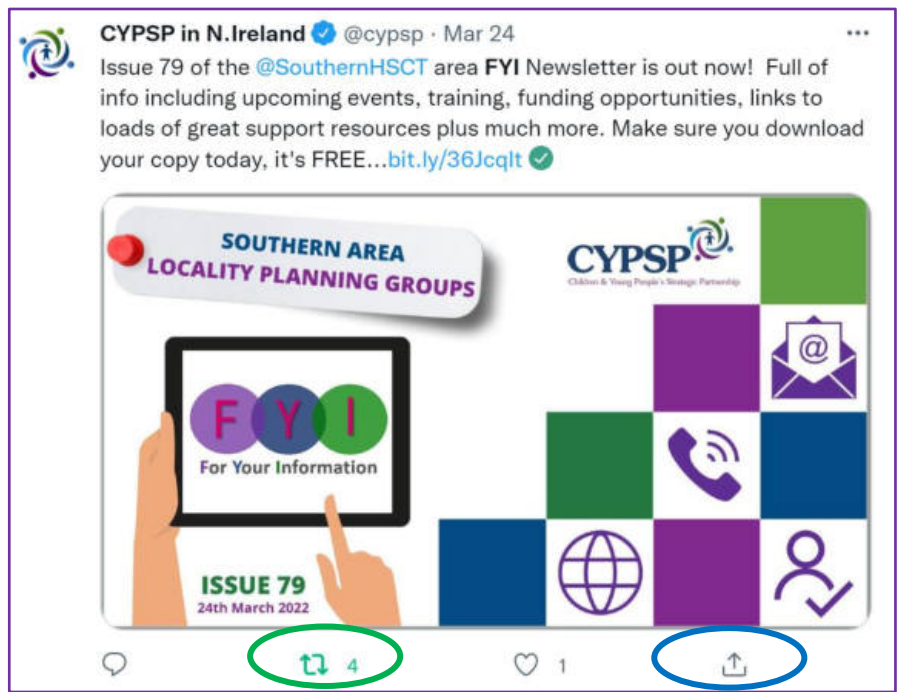 CYPSP in N.Ireland @cypsp · Mar 24 ···
Issue 79 of the @SouthernHSCT area FYI Newsletter is out now! Full of
info including upcoming events, training, funding opportunities, links to
loads of great support resources plus much more. Make sure you download
your copy today, it's FREE...bit.ly/36Jcqlt
SOUTHERN AREA
LOCALITY PLANNING GROUPS
CYPSP
Children & Young People's Strategic Partnership
@
F Y I
For Your Information
ISSUE 79
24th March 2022
4 1